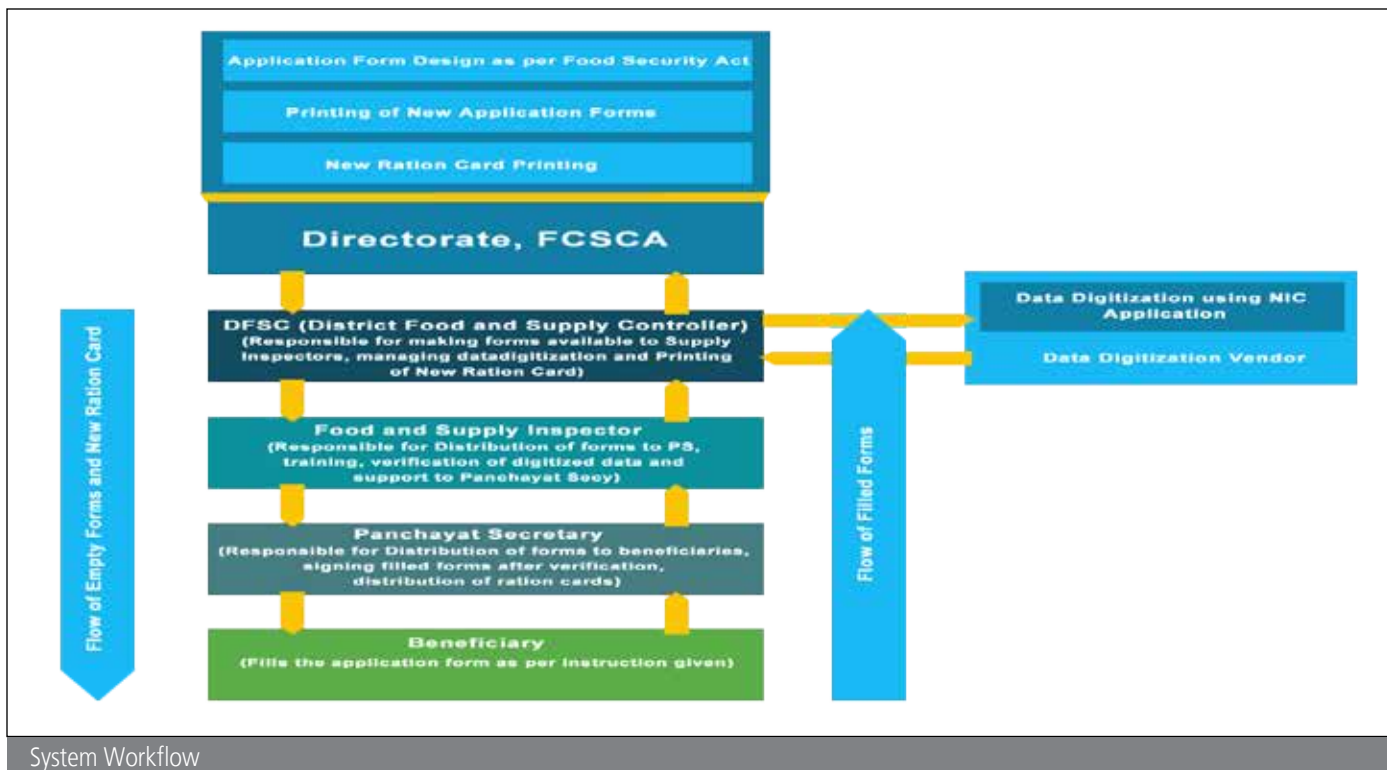 Application Form Design as per Food Security Act
Printing of New Application Forms
New Ration Card Printing
Directorate, FCSCA
DFSC (District Food and Supply Controller)
(Responsible for making forms available to Supply
Inspectors, managing datadigitization and Printing
of New Ration Card)
Food and Supply Inspector
(Responsible for Distribution of forms to PS,
training, verification of digitized data and
support to Panchayat Secy)
Panchayat Secretary
(Responsible for Distribution of forms to beneficiaries,
signing filled forms after verification,
distribution of ration cards)
Beneficiary
(Fills the application form as per instruction given)
Flow of Empty Forms and New Ration Card
Flow of Filled Forms
Data Digitization using NIC
Application
Data Digitization Vendor
System Workflow